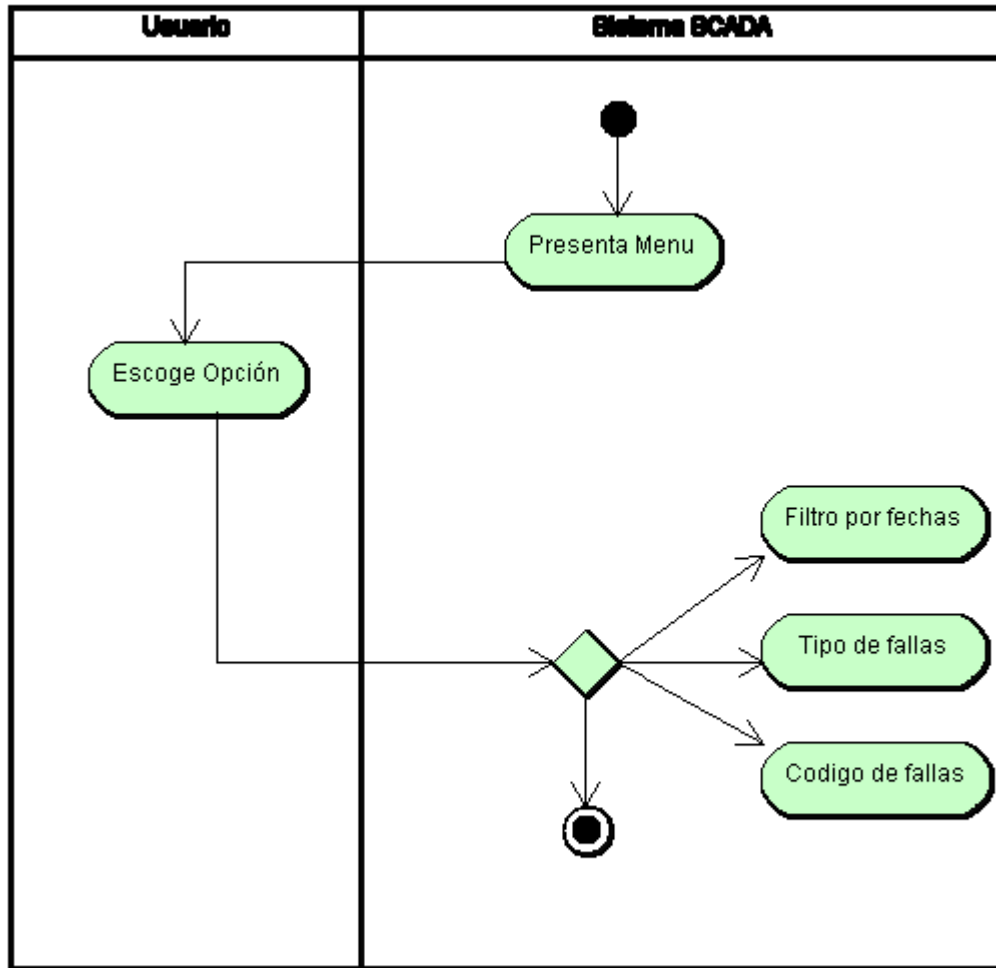 Usuario
Sistema SCADA
Presenta Menu
Escoge Opción
Filtro por fechas
Tipo de fallas
Codigo de fallas